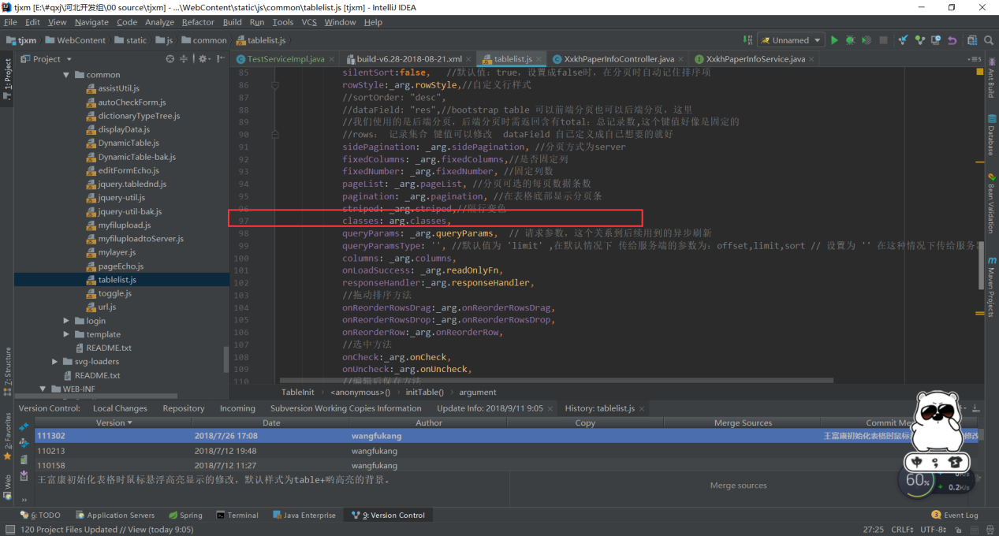 tjxm [E:\#qxj\河北开发组\00 source\tjxm] - ...\WebContent\static\js\common\tablelist.js [tjxm] - IntelliJ IDEA
File Edit View Navigate Code Analyze Refactor Build Run Tools VCS Window Help
tjxm WebContent static js common tablelist.js
Unnamed
Project
TestServiceImpl.java build-v6.28-2018-08-21.xml tablelist.js XxkhPaperInfoController.java XxkhPaperInfoService.java
1: Project
Z: Structure
2: Favorites
Web
common
assistUtil.js
autoCheckForm.js
dictionaryTypeTree.js
displayData.js
DynamicTable.js
DynamicTable-bak.js
editFormEcho.js
jquery.tablednd.js
jquery-util.js
jquery-util-bak.js
myfilupload.js
myfiluploadtoServer.js
mylayer.js
pageEcho.js
tablelist.js
toggle.js
url.js
login
template
README.txt
svg-loaders
README.txt
WEB-INF
85 silentSort:false, //默认值: true, 设置成false时, 在分页时自动记住排序项
86 rowStyle:_arg.rowStyle,//自定义行样式
87 //sortOrder: "desc",
88 //dataField: "res",//bootstrap table 可以前端分页也可以后端分页, 这里
89 //我们使用的是后端分页, 后端分页时需返回含有total: 总记录数,这个键值好像是固定的
90 //rows: 记录集合 键值可以修改 dataField 自己定义成自己想要的就好
91 sidePagination: _arg.sidePagination, //分页方式为server
92 fixedColumns: _arg.fixedColumns,//是否固定列
93 fixedNumber: _arg.fixedNumber, //固定列数
94 pageList: _arg.pageList, //分页可选的每页数据条数
95 pagination: _arg.pagination, //在表格底部显示分页条
96 striped: _arg.striped,//隔行变色
97 classes: arg.classes,
98 queryParams: _arg.queryParams, // 请求参数, 这个关系到后续用到的异步刷新
99 queryParamsType: '', //默认值为 'limit' ,在默认情况下 传给服务端的参数为: offset,limit,sort // 设置为 '' 在这种情况下传给服务
100 columns: _arg.columns,
101 onLoadSuccess: _arg.readOnlyFn,
102 responseHandler:_arg.responseHandler,
103 //拖动排序方法
104 onReorderRowsDrag:_arg.onReorderRowsDrag,
105 onReorderRowsDrop:_arg.onReorderRowsDrop,
106 onReorderRow:_arg.onReorderRow,
107 //选中方法
108 onCheck:_arg.onCheck,
109 onUncheck:_arg.onUncheck,
110 //编辑后保存方法
TableInit <anonymous>() initTable() argument
Ant Build
Database
Bean Validation
Maven Projects
Version Control: Local Changes Repository Incoming Subversion Working Copies Information Update Info: 2018/9/11 9:05 History: tablelist.js
Version Date Author Copy Merge Sources Commit Me
111302 2018/7/26 17:08 wangfukang 王富康初始化表格时鼠标 修改
110213 2018/7/12 19:48 wangfukang
110158 2018/7/12 11:27 wangfukang
王富康初始化表格时鼠标悬浮高亮显示的修改, 默认样式为table+哟高亮的背景。
Merge sources
中
60%
0K/s
0.2K/s
6: TODO Application Servers Spring Terminal Java Enterprise 9: Version Control 3 Event Log
120 Project Files Updated // View (today 9:05) 27:25 CRLF UTF-8